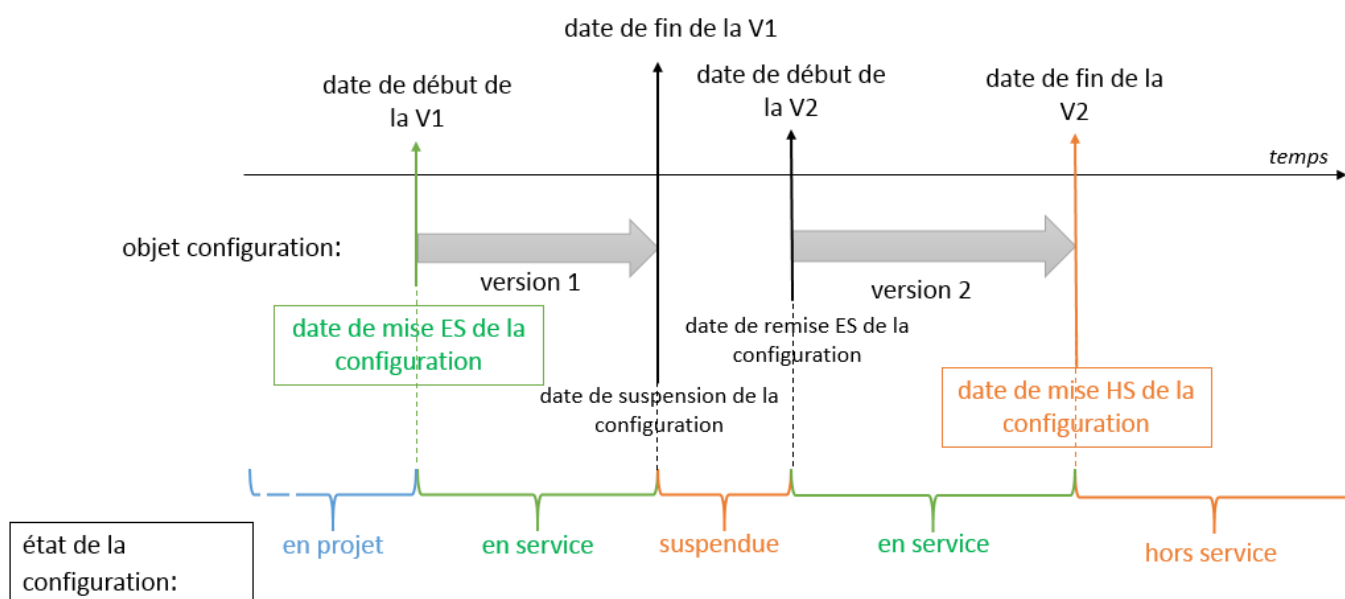 date de fin de la V1
date de début de
la V1
date de début de
la V2
date de fin de la
V2
temps
objet configuration:
version 1
version 2
date de mise ES de la
configuration
date de remise ES de la
configuration
date de suspension de la
configuration
date de mise HS de la
configuration
état de la
configuration:
en projet
en service
suspendue
en service
hors service